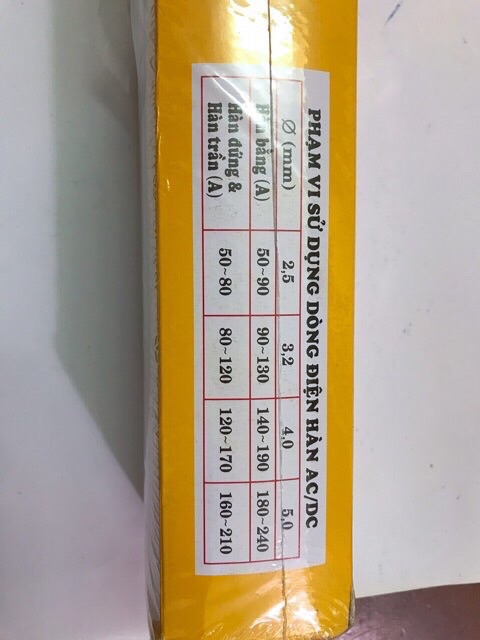 PHẠM VI SỬ DỤNG DÒNG ĐIỆN HÀN AC/DC
Ø (mm) 2,5 3,2 4,0 5,0
Hàn bằng (A) 50~90 90~130 140~190 180~240
Hàn đứng &
Hàn trần (A) 50~80 80~120 120~170 160~210